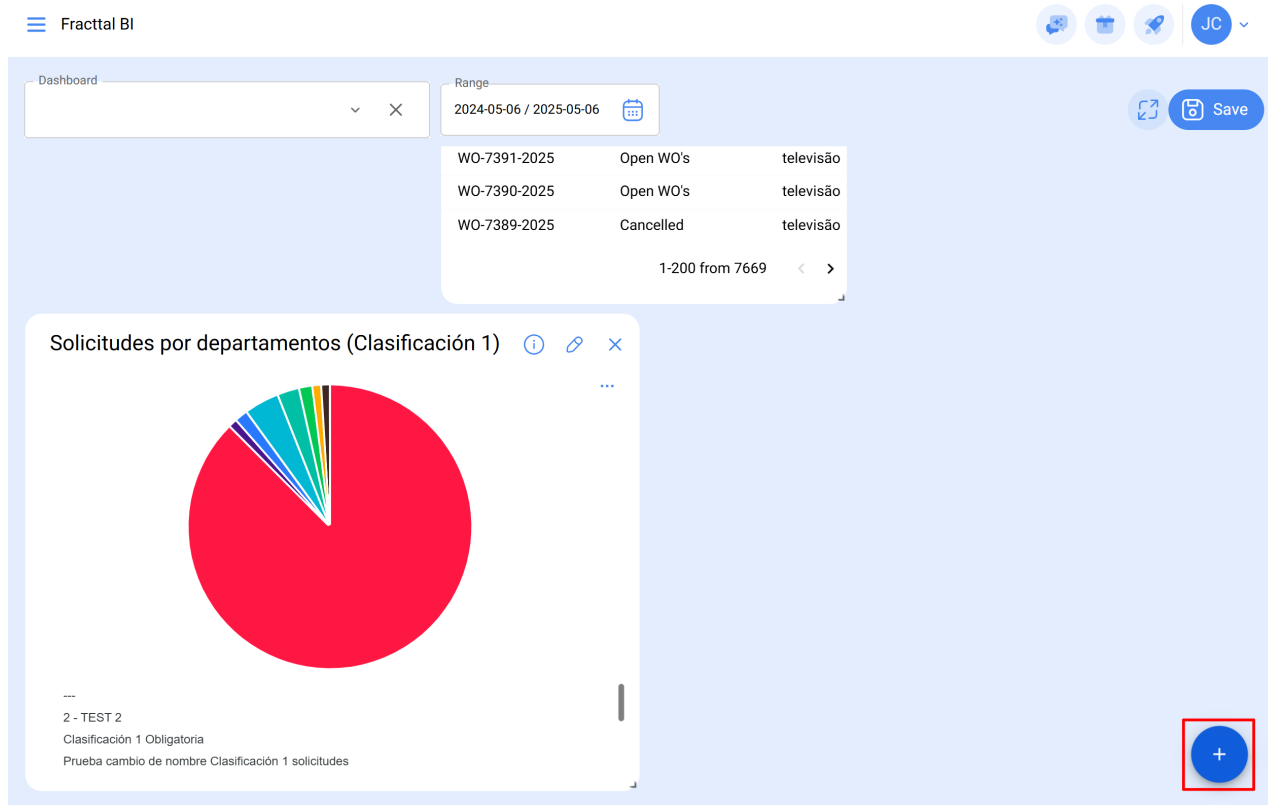 Fracttal BI
JC
Dashboard
Range
2024-05-06 / 2025-05-06
Save
WO-7391-2025 Open WO's televisão
WO-7390-2025 Open WO's televisão
WO-7389-2025 Cancelled televisão
1-200 from 7669
Solicitudes por departamentos (Clasificación 1)
---
2 - TEST 2
Clasificación 1 Obligatoria
Prueba cambio de nombre Clasificación 1 solicitudes